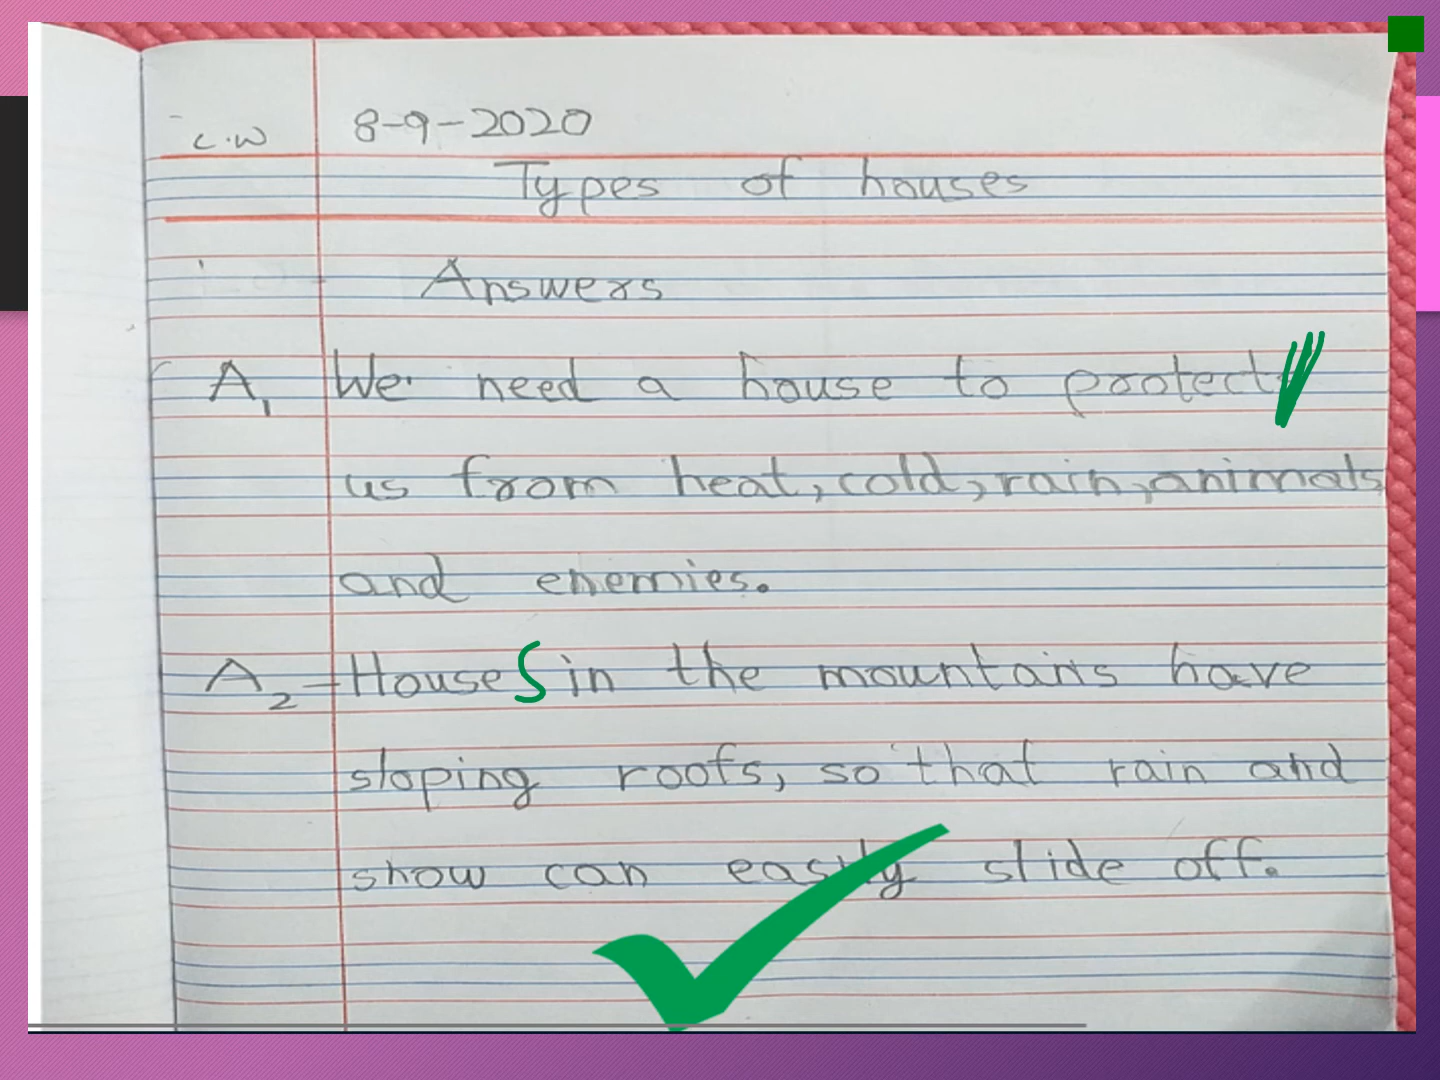 C.W 8-9-2020
Types of houses
Answers
A1 We need a house to protect
us from heat, cold, rain, animals
and enemies.
A2 Houses in the mountains have
sloping roofs, so that rain and
snow can easily slide off.